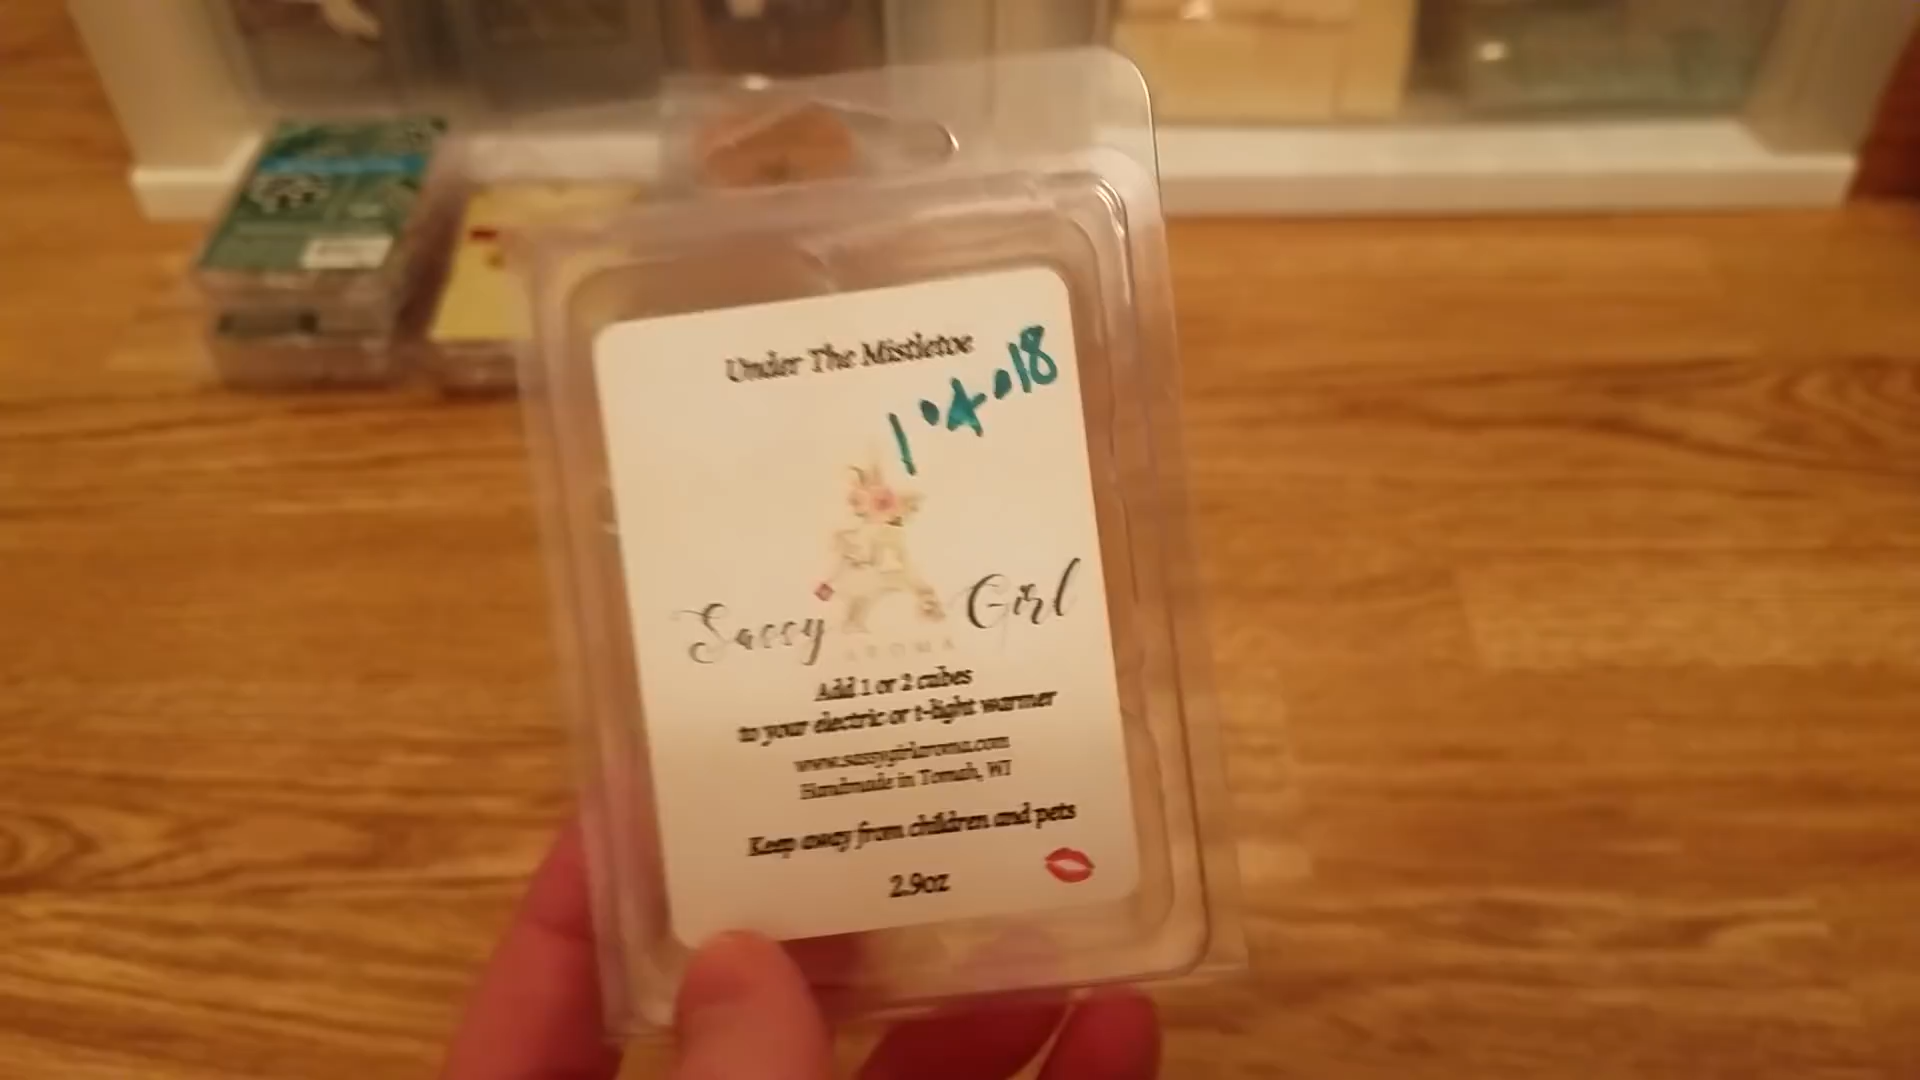 Under The Mistletoe
1•4•18
Sassy Girl
AROMA
Add 1 or 2 cubes
to your electric or t-light warmer
www.sassygirlaroma.com
Handmade in Tomah, WI
Keep away from children and pets
2.9oz